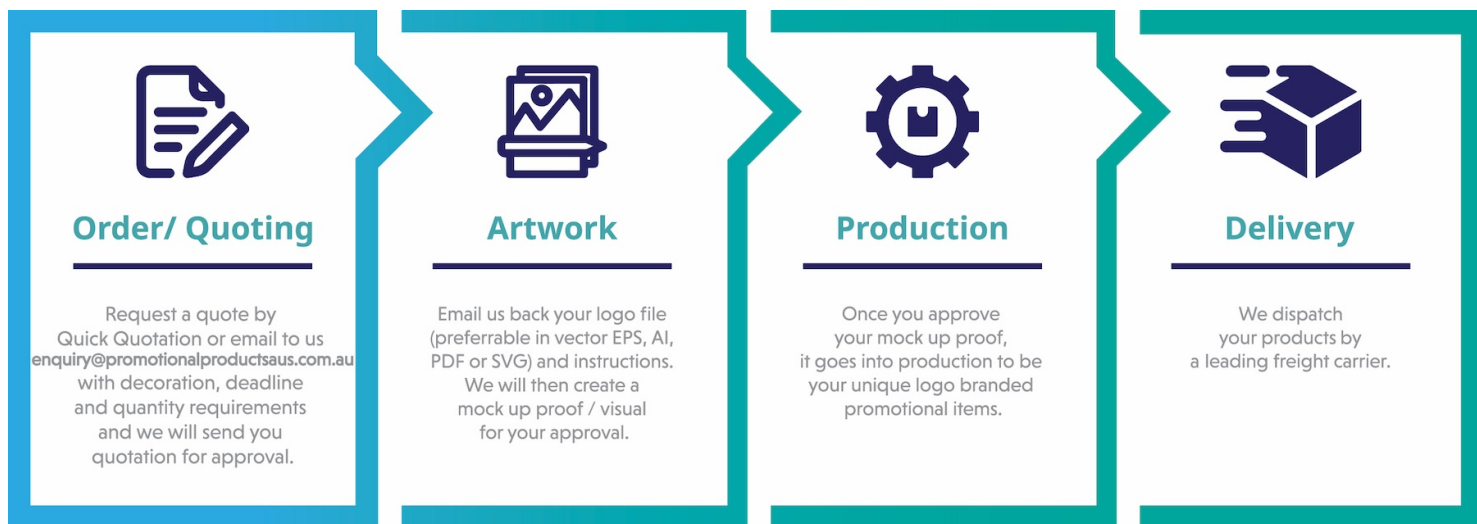 Order/ Quoting
Request a quote by
Quick Quotation or email to us
enquiry@promotionalproductsaus.com.au
with decoration, deadline
and quantity requirements
and we will send you
quotation for approval.
Artwork
Email us back your logo file
(preferrable in vector EPS, AI,
PDF or SVG) and instructions.
We will then create a
mock up proof / visual
for your approval.
Production
Once you approve
your mock up proof,
it goes into production to be
your unique logo branded
promotional items.
Delivery
We dispatch
your products by
a leading freight carrier.